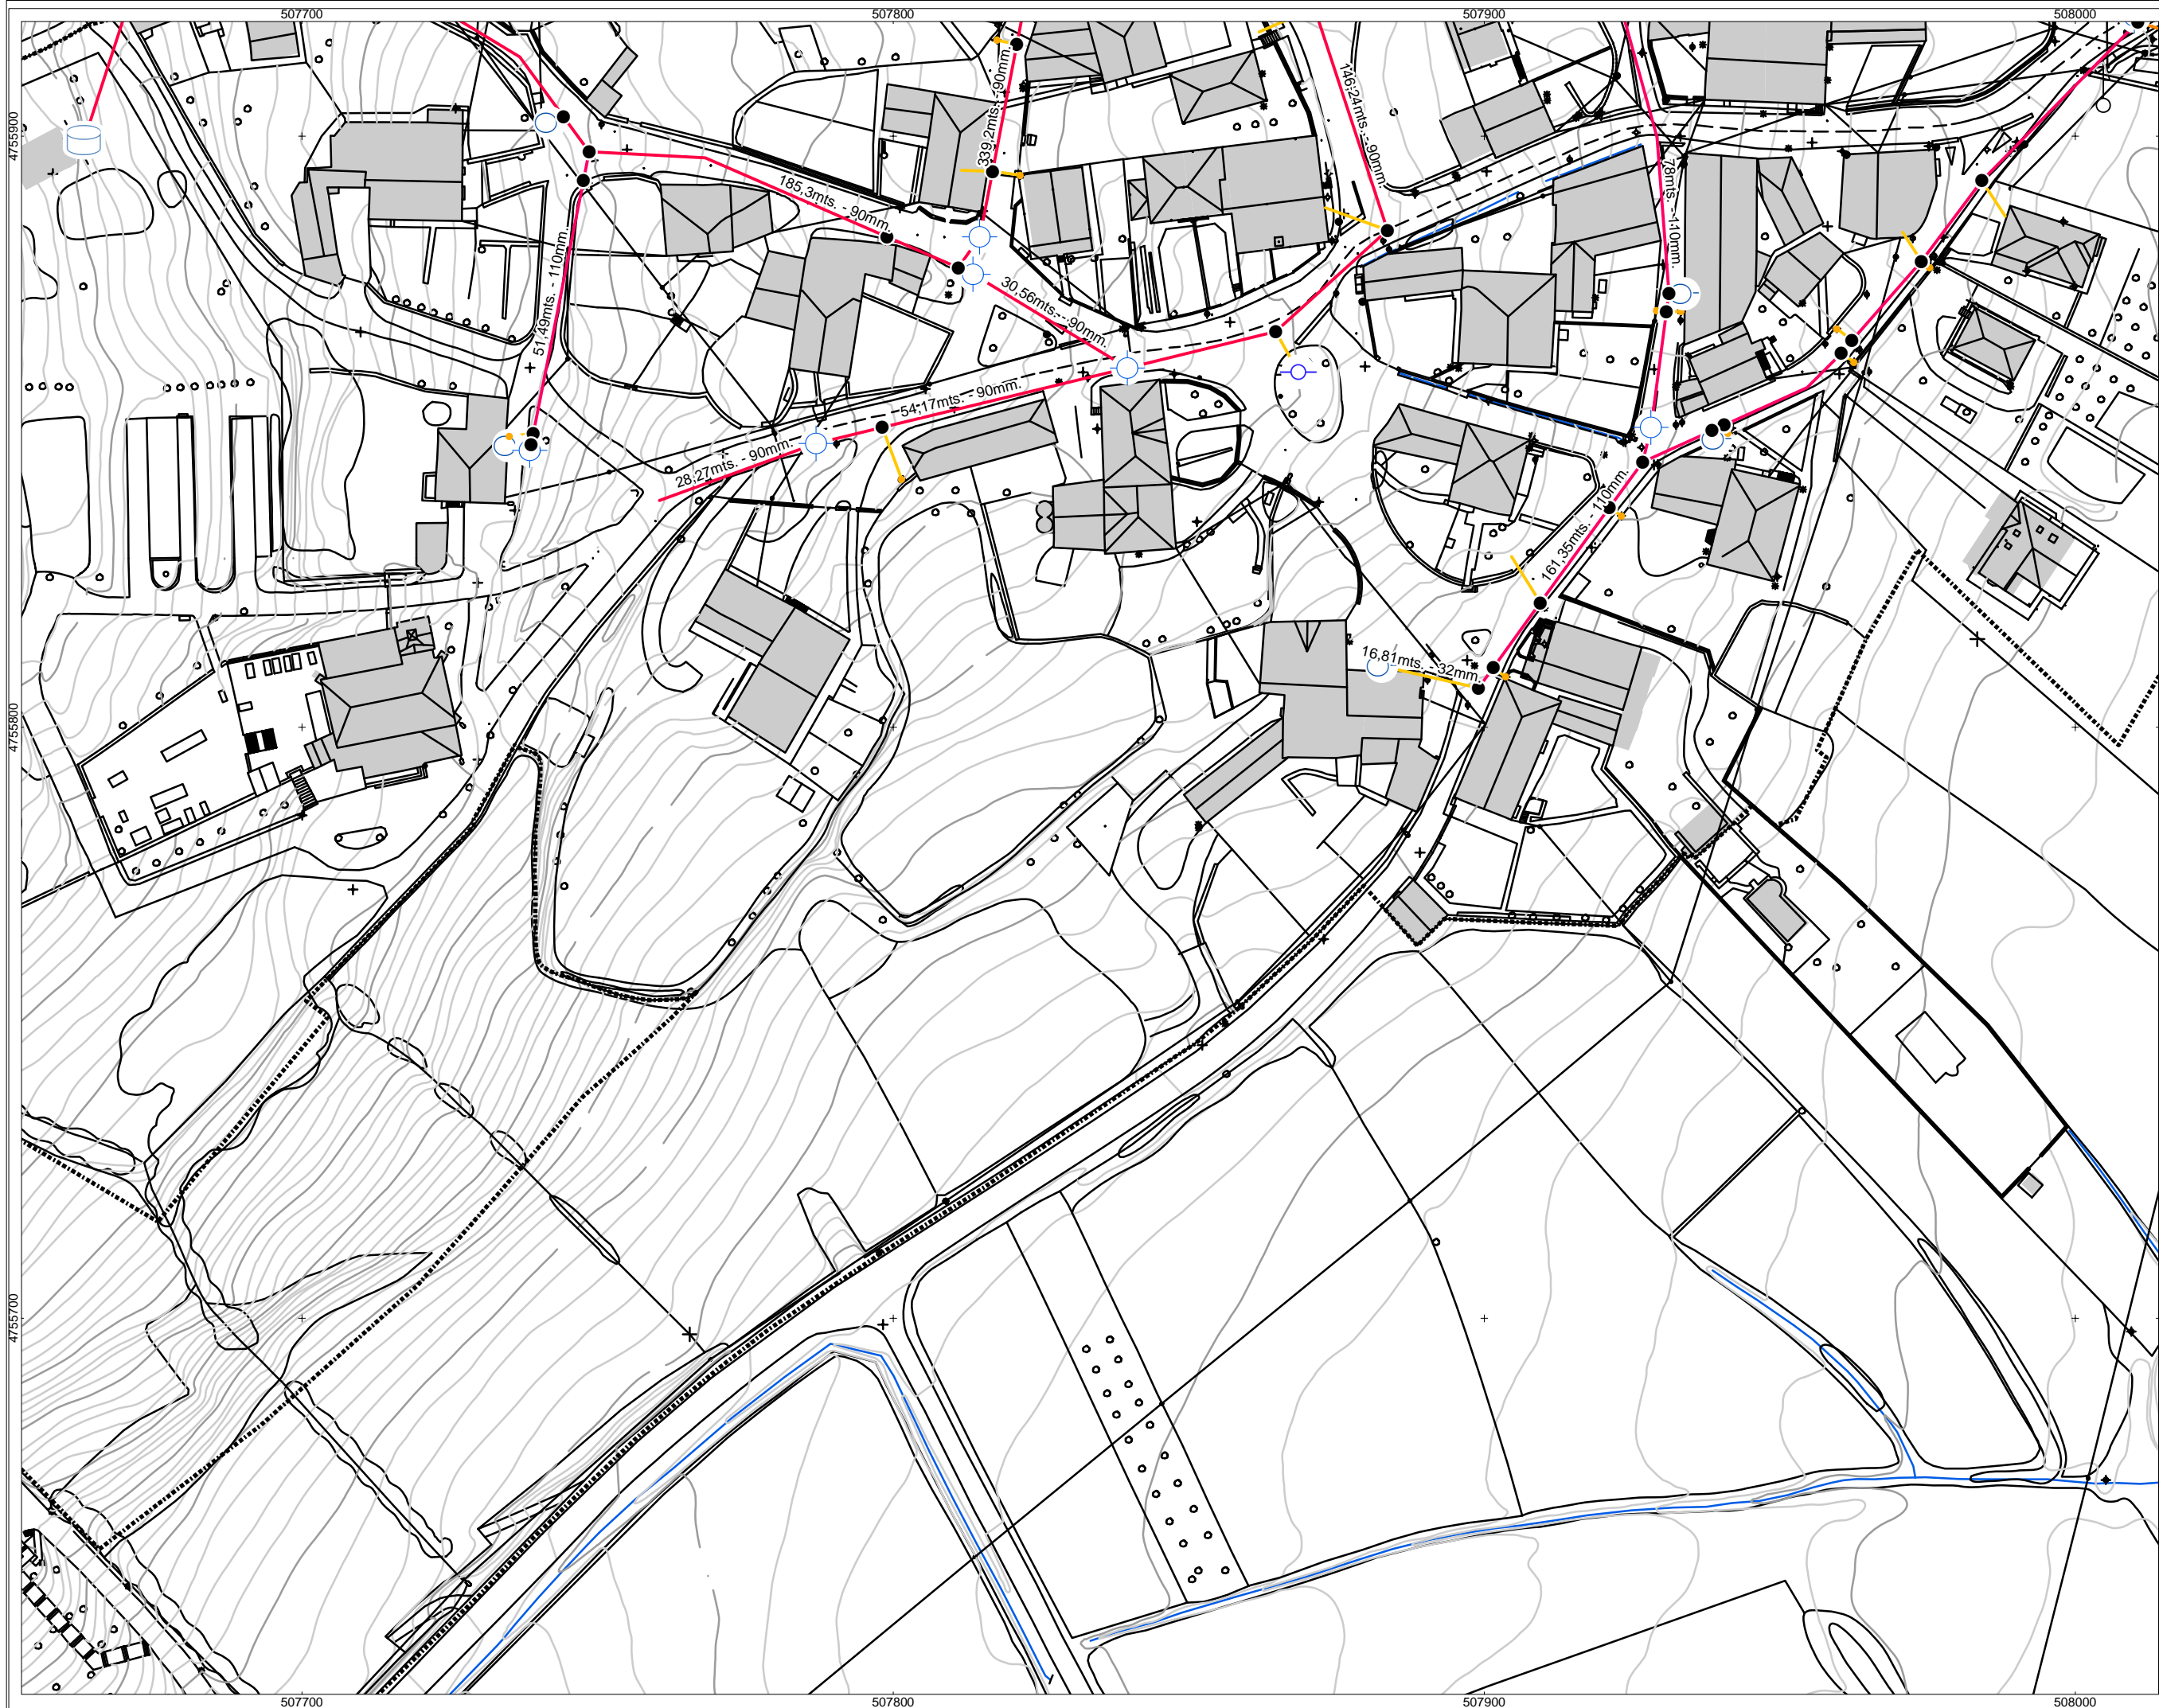 507700
507800
507900
508000
4755900
4755800
4755700
339,2mts. - 90mm.
146,24mts. - 90mm.
185,3mts. - 90mm.
78mts. - 110mm
51,49mts. - 110mm.
30,56mts. - 90mm.
54,17mts. - 90mm.
28,27mts. - 90mm.
161,35mts. - 110mm.
16,81mts. - 32mm.
507700
507800
507900
508000